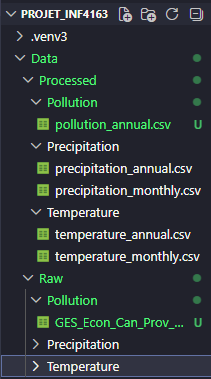 PROJET_INF4163
.venv3
Data
Processed
Pollution
pollution_annual.csv U
Precipitation
precipitation_annual.csv
precipitation_monthly.csv
Temperature
temperature_annual.csv
temperature_monthly.csv
Raw
Pollution
GES_Econ_Can_Prov_... U
Precipitation
Temperature